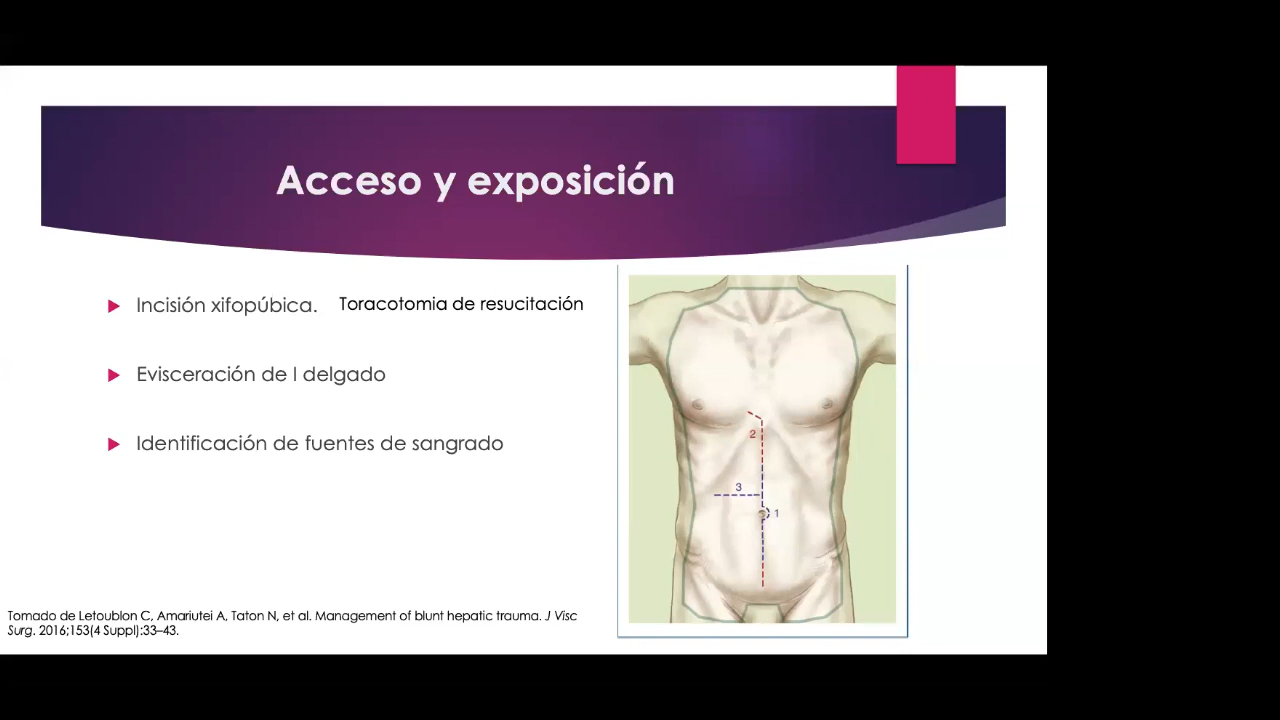 Acceso y exposición
Incisión xifopúbica. Toracotomia de resucitación
Evisceración de I delgado
Identificación de fuentes de sangrado
2
3
1
Tomado de Letoublon C, Amariutei A, Taton N, et al. Management of blunt hepatic trauma. J Visc
Surg. 2016;153(4 Suppl):33–43.